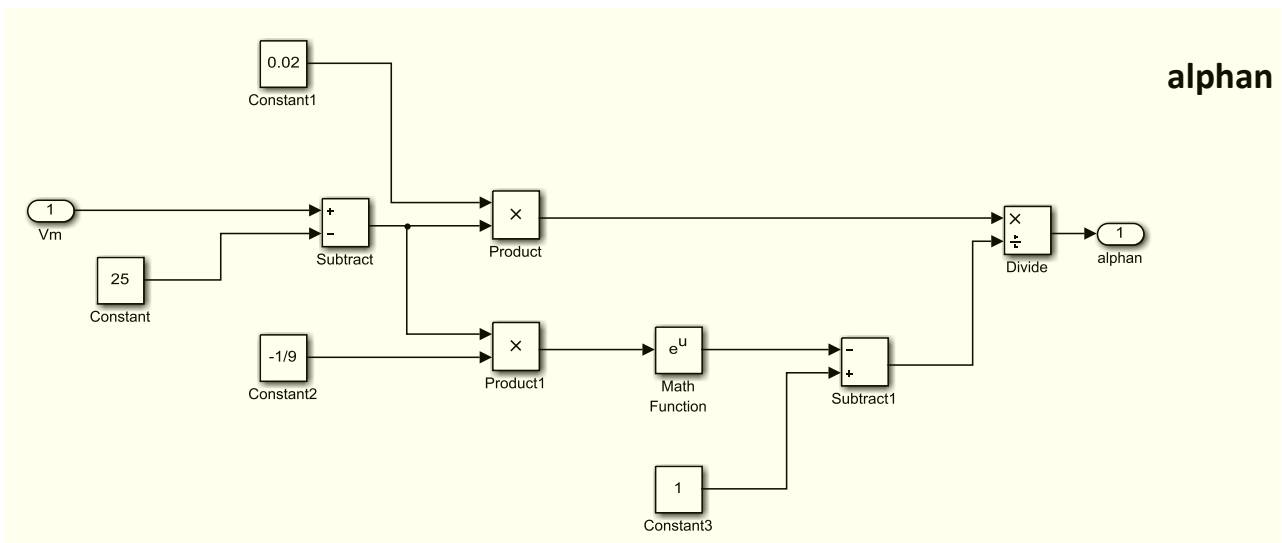 0.02
Constant1
alphan
1
Vm
+
−
Subtract
×
Product
×
÷
Divide
1
alphan
25
Constant
-1/9
Constant2
×
Product1
e^u
Math
Function
−
+
Subtract1
1
Constant3